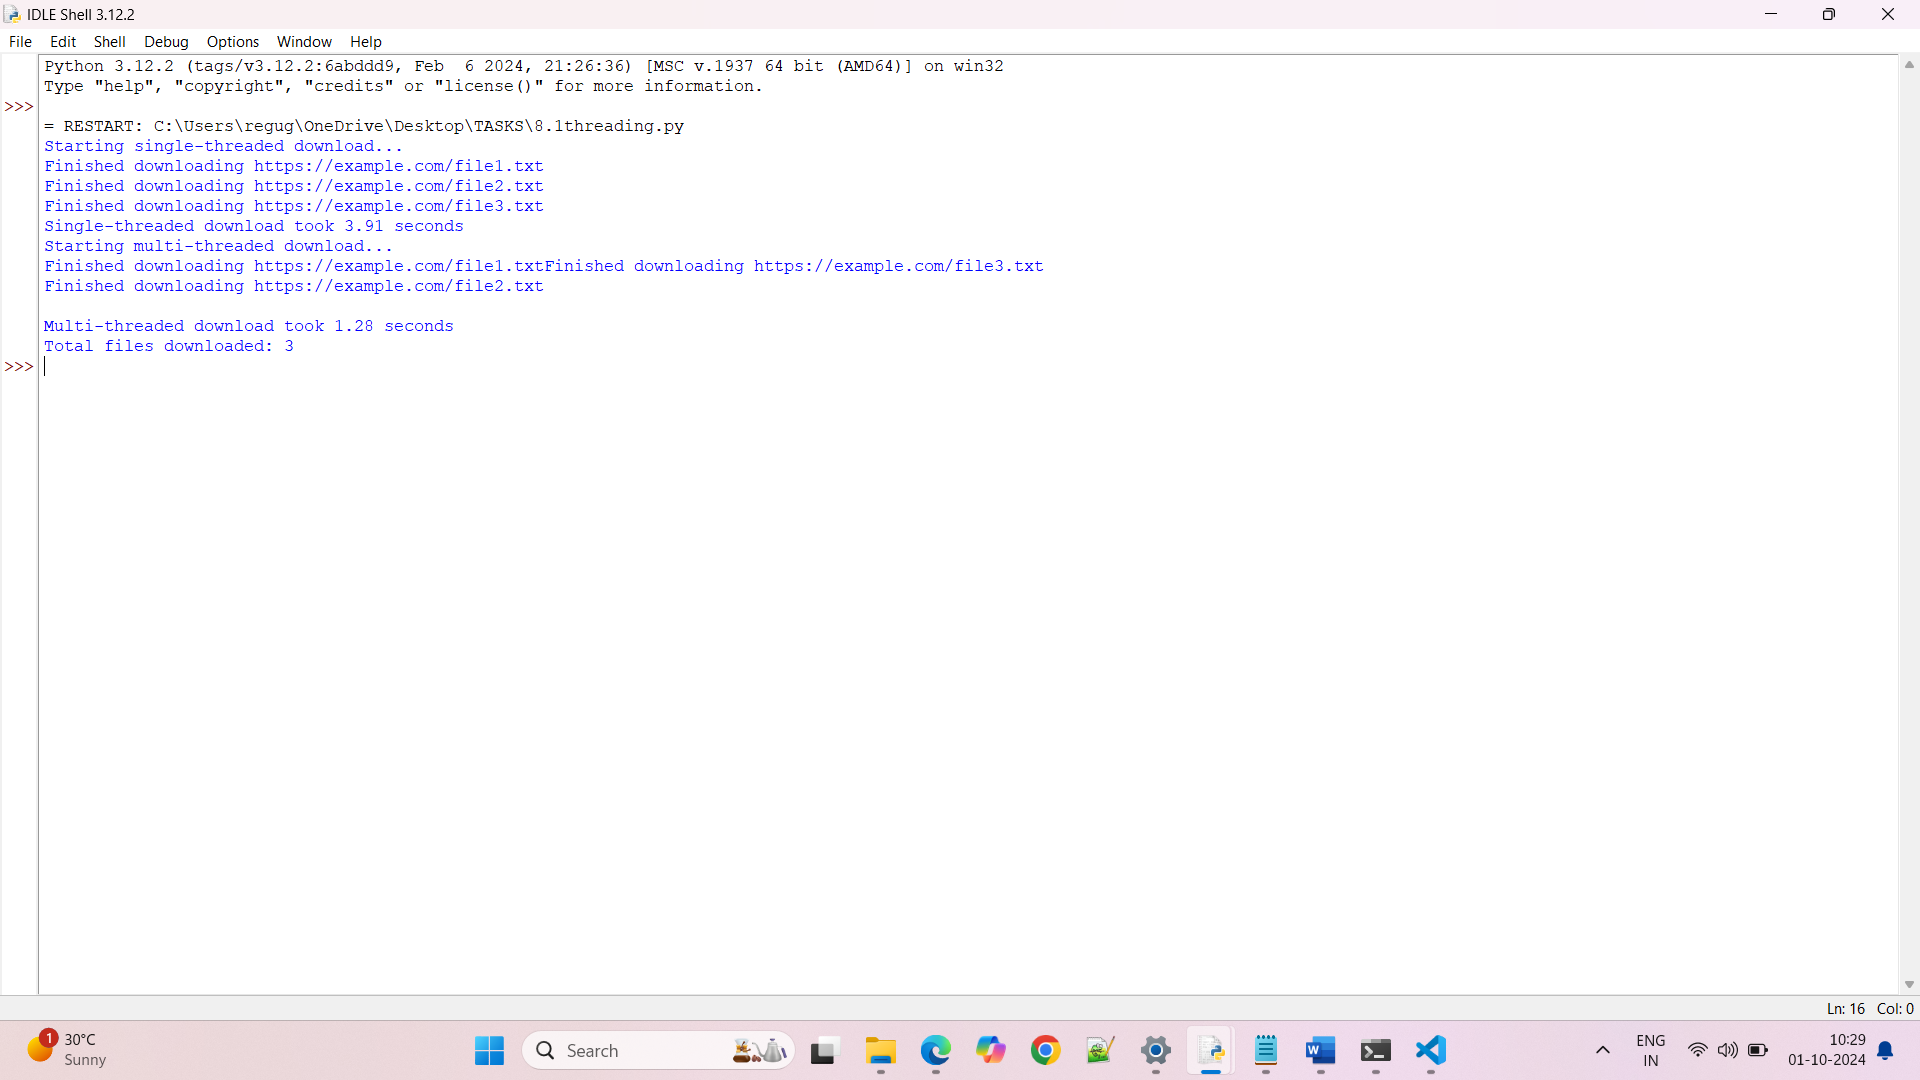 IDLE Shell 3.12.2
File Edit Shell Debug Options Window Help
Python 3.12.2 (tags/v3.12.2:6abddd9, Feb  6 2024, 21:26:36) [MSC v.1937 64 bit (AMD64)] on win32
Type "help", "copyright", "credits" or "license()" for more information.
>>>
= RESTART: C:\Users\regug\OneDrive\Desktop\TASKS\8.1threading.py
Starting single-threaded download...
Finished downloading https://example.com/file1.txt
Finished downloading https://example.com/file2.txt
Finished downloading https://example.com/file3.txt
Single-threaded download took 3.91 seconds
Starting multi-threaded download...
Finished downloading https://example.com/file1.txtFinished downloading https://example.com/file3.txt
Finished downloading https://example.com/file2.txt
Multi-threaded download took 1.28 seconds
Total files downloaded: 3
>>>
Ln: 16 Col: 0
1
30°C
Sunny
Search
W
ENG
IN
10:29
01-10-2024